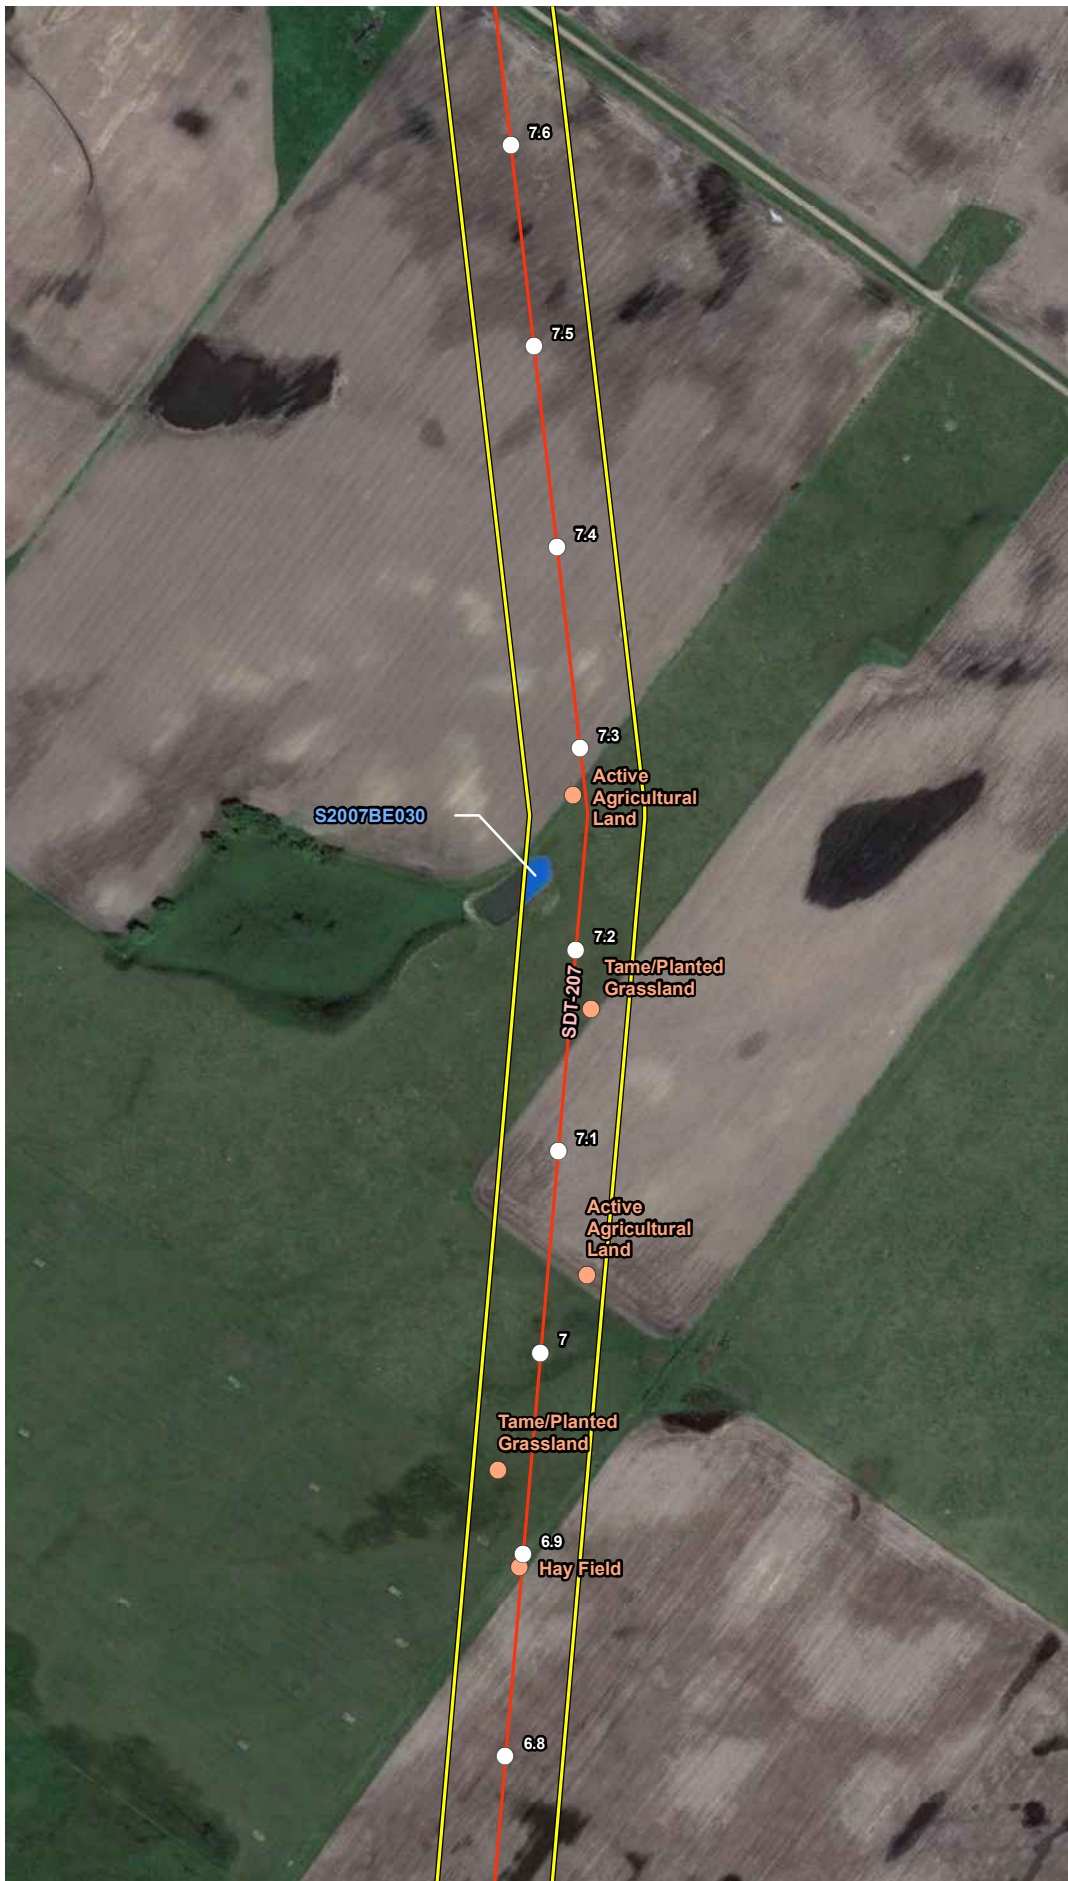 7.6
7.5
7.4
7.3
Active
Agricultural
Land
S2007BE030
7.2
Tame/Planted
Grassland
SDT-207
7.1
Active
Agricultural
Land
7
Tame/Planted
Grassland
6.9
Hay Field
6.8